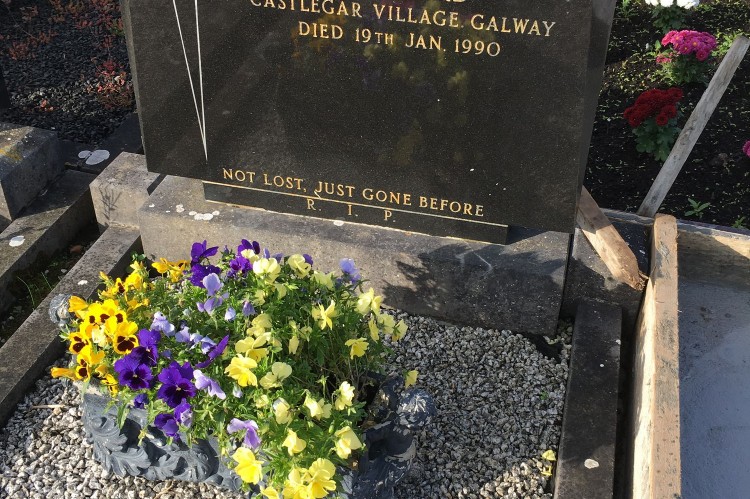 CASTLEGAR VILLAGE, GALWAY
DIED 19TH JAN. 1990
NOT LOST, JUST GONE BEFORE
R. I. P.